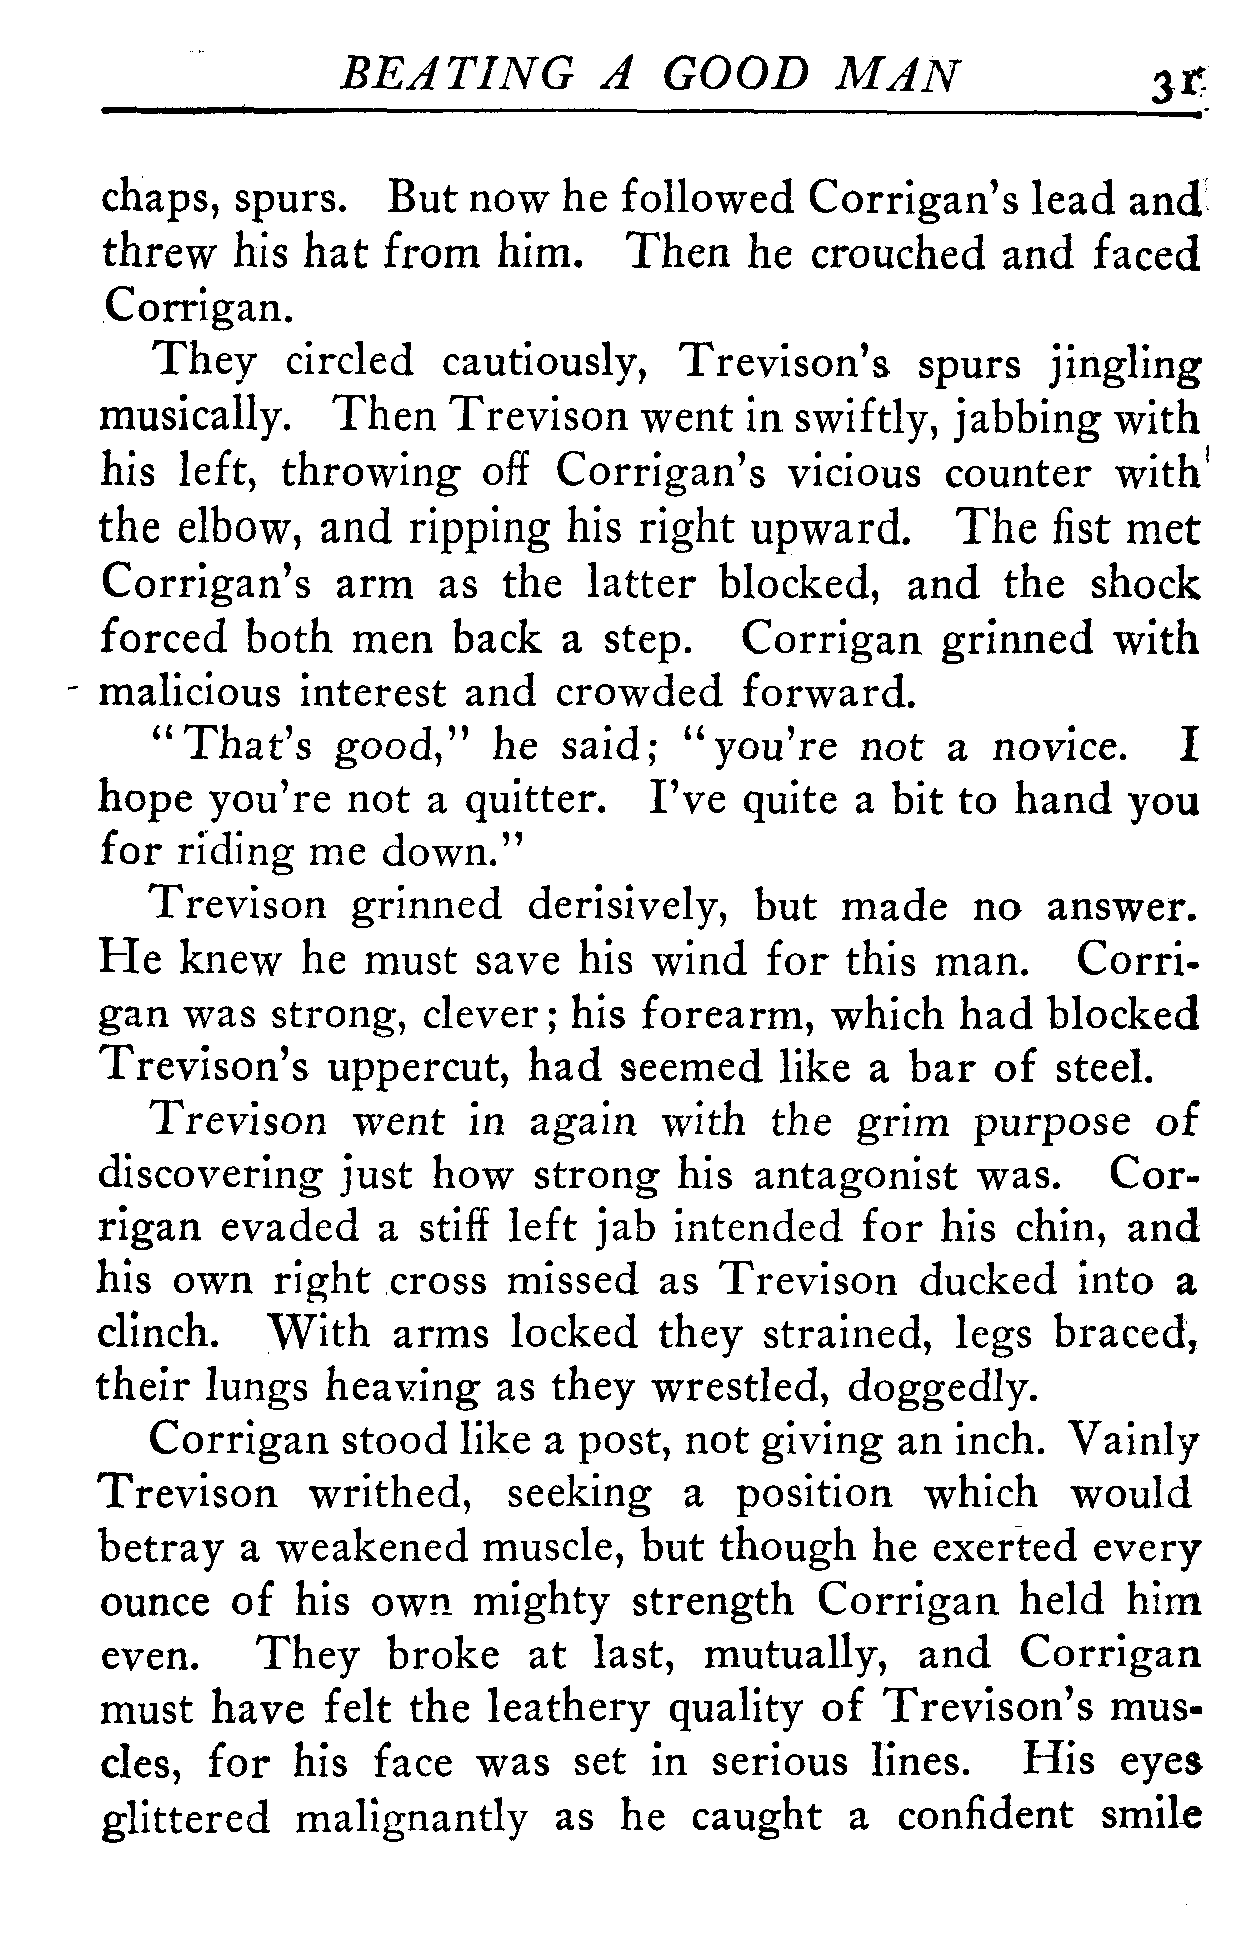 BEATING A GOOD MAN 31
chaps, spurs. But now he followed Corrigan's lead and
threw his hat from him. Then he crouched and faced
Corrigan.
They circled cautiously, Trevison's spurs jingling
musically. Then Trevison went in swiftly, jabbing with
his left, throwing off Corrigan's vicious counter with
the elbow, and ripping his right upward. The fist met
Corrigan's arm as the latter blocked, and the shock
forced both men back a step. Corrigan grinned with
malicious interest and crowded forward.
"That's good," he said; "you're not a novice. I
hope you're not a quitter. I've quite a bit to hand you
for riding me down."
Trevison grinned derisively, but made no answer.
He knew he must save his wind for this man. Corri-
gan was strong, clever; his forearm, which had blocked
Trevison's uppercut, had seemed like a bar of steel.
Trevison went in again with the grim purpose of
discovering just how strong his antagonist was. Cor-
rigan evaded a stiff left jab intended for his chin, and
his own right cross missed as Trevison ducked into a
clinch. With arms locked they strained, legs braced,
their lungs heaving as they wrestled, doggedly.
Corrigan stood like a post, not giving an inch. Vainly
Trevison writhed, seeking a position which would
betray a weakened muscle, but though he exerted every
ounce of his own mighty strength Corrigan held him
even. They broke at last, mutually, and Corrigan
must have felt the leathery quality of Trevison's mus-
cles, for his face was set in serious lines. His eyes
glittered malignantly as he caught a confident smile